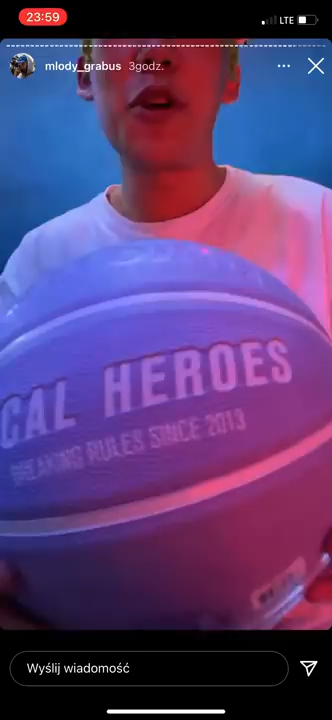 23:59
LTE
mlody_grabus 3godz.
CAL HEROES
BREAKING RULES SINCE 2013
Wyślij wiadomość